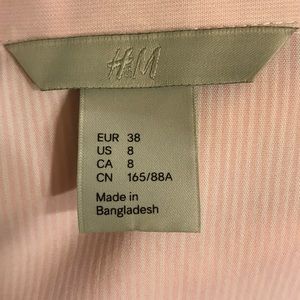 H&M
EUR 38
US 8
CA 8
CN 165/88A
Made in
Bangladesh